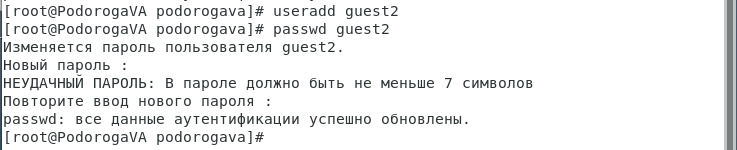 [root@PodorogaVA podorogava]# useradd guest2
[root@PodorogaVA podorogava]# passwd guest2
Изменяется пароль пользователя guest2.
Новый пароль :
НЕУДАЧНЫЙ ПАРОЛЬ: В пароле должно быть не меньше 7 символов
Повторите ввод нового пароля :
passwd: все данные аутентификации успешно обновлены.
[root@PodorogaVA podorogava]#